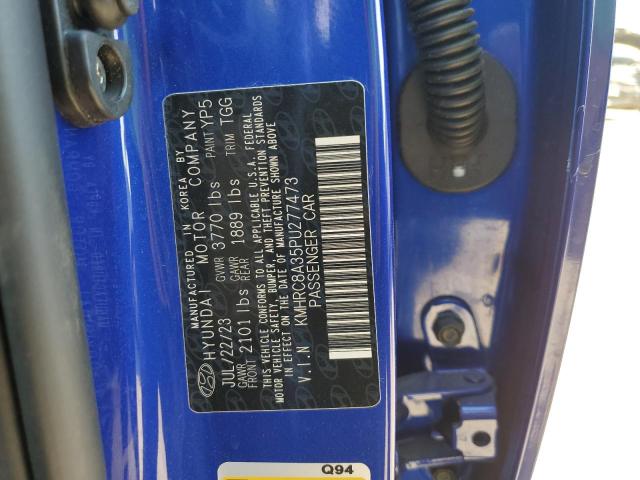 MANUFACTURED IN KOREA BY
HYUNDAI MOTOR COMPANY
JUL/22/23 GVWR 3770 lbs PAINT YP5
GAWR FRONT 2101 lbs GAWR REAR 1889 lbs TRIM TGG
THIS VEHICLE CONFORMS TO ALL APPLICABLE U.S.A. FEDERAL
MOTOR VEHICLE SAFETY, BUMPER, AND THEFT PREVENTION STANDARDS
IN EFFECT ON THE DATE OF MANUFACTURE SHOWN ABOVE
V.I.N KMHRC8A35PU277473
PASSENGER CAR
Q94